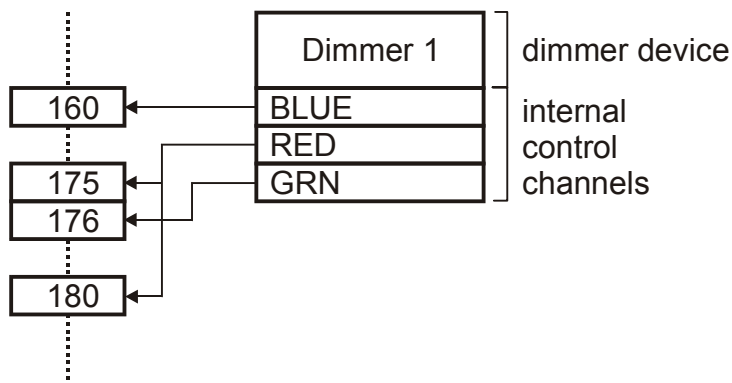 Dimmer 1
dimmer device
160
BLUE
internal
RED
control
175
GRN
channels
176
180